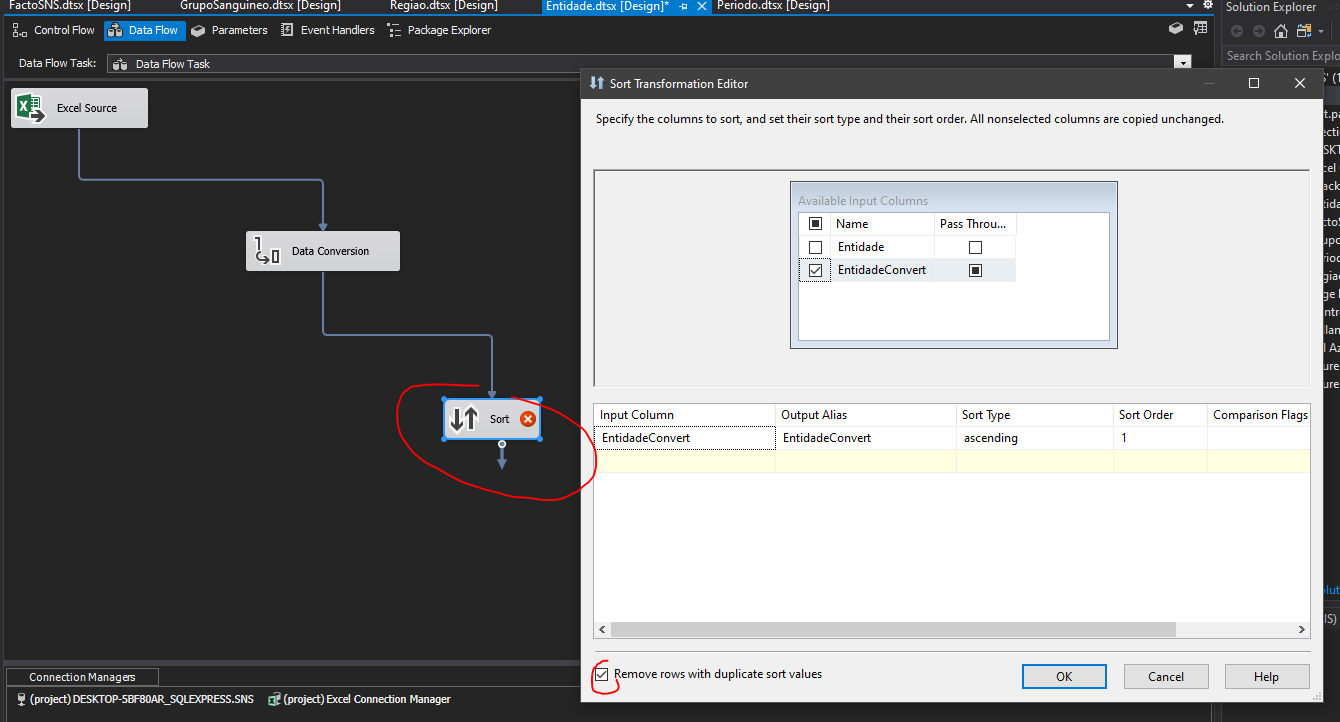 FactoSNS.dtsx [Design] GrupoSanguineo.dtsx [Design] Regiao.dtsx [Design] Entidade.dtsx [Design]* Periodo.dtsx [Design]
Solution Explorer
Control Flow Data Flow Parameters Event Handlers Package Explorer
Search Solution Explo
Data Flow Task: Data Flow Task
Excel Source
Data Conversion
Sort
Sort Transformation Editor
Specify the columns to sort, and set their sort type and their sort order. All nonselected columns are copied unchanged.
Available Input Columns
Name Pass Throu...
Entidade
EntidadeConvert
Input Column Output Alias Sort Type Sort Order Comparison Flags
EntidadeConvert EntidadeConvert ascending 1
Remove rows with duplicate sort values
OK Cancel Help
Connection Managers
(project) DESKTOP-5BF80AR_SQLEXPRESS.SNS (project) Excel Connection Manager